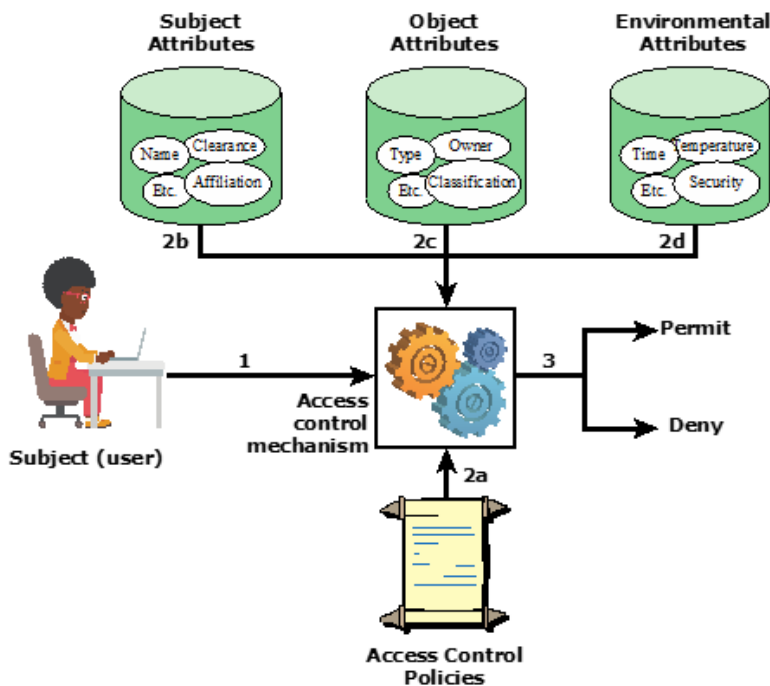 Subject
Attributes
Object
Attributes
Environmental
Attributes
Name
Clearance
Etc.
Affiliation
Type
Owner
Etc.
Classification
Time
Temperature
Etc.
Security
2b
2c
2d
1
Access
control
mechanism
3
Permit
Deny
Subject (user)
2a
Access Control
Policies